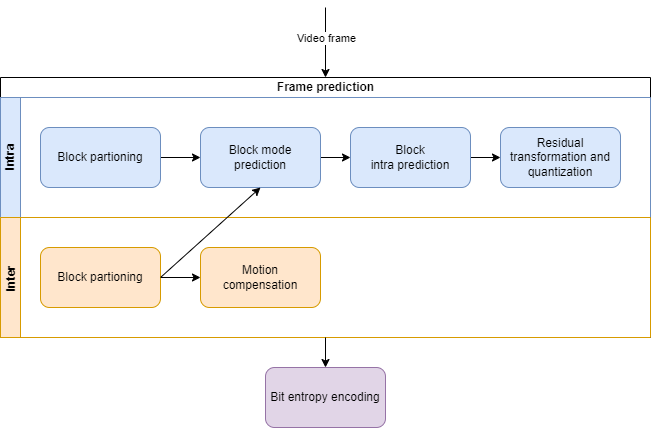 Video frame
Frame prediction
Intra
Block partioning
Block mode
prediction
Block
intra prediction
Residual
transformation and
quantization
Inter
Block partioning
Motion
compensation
Bit entropy encoding